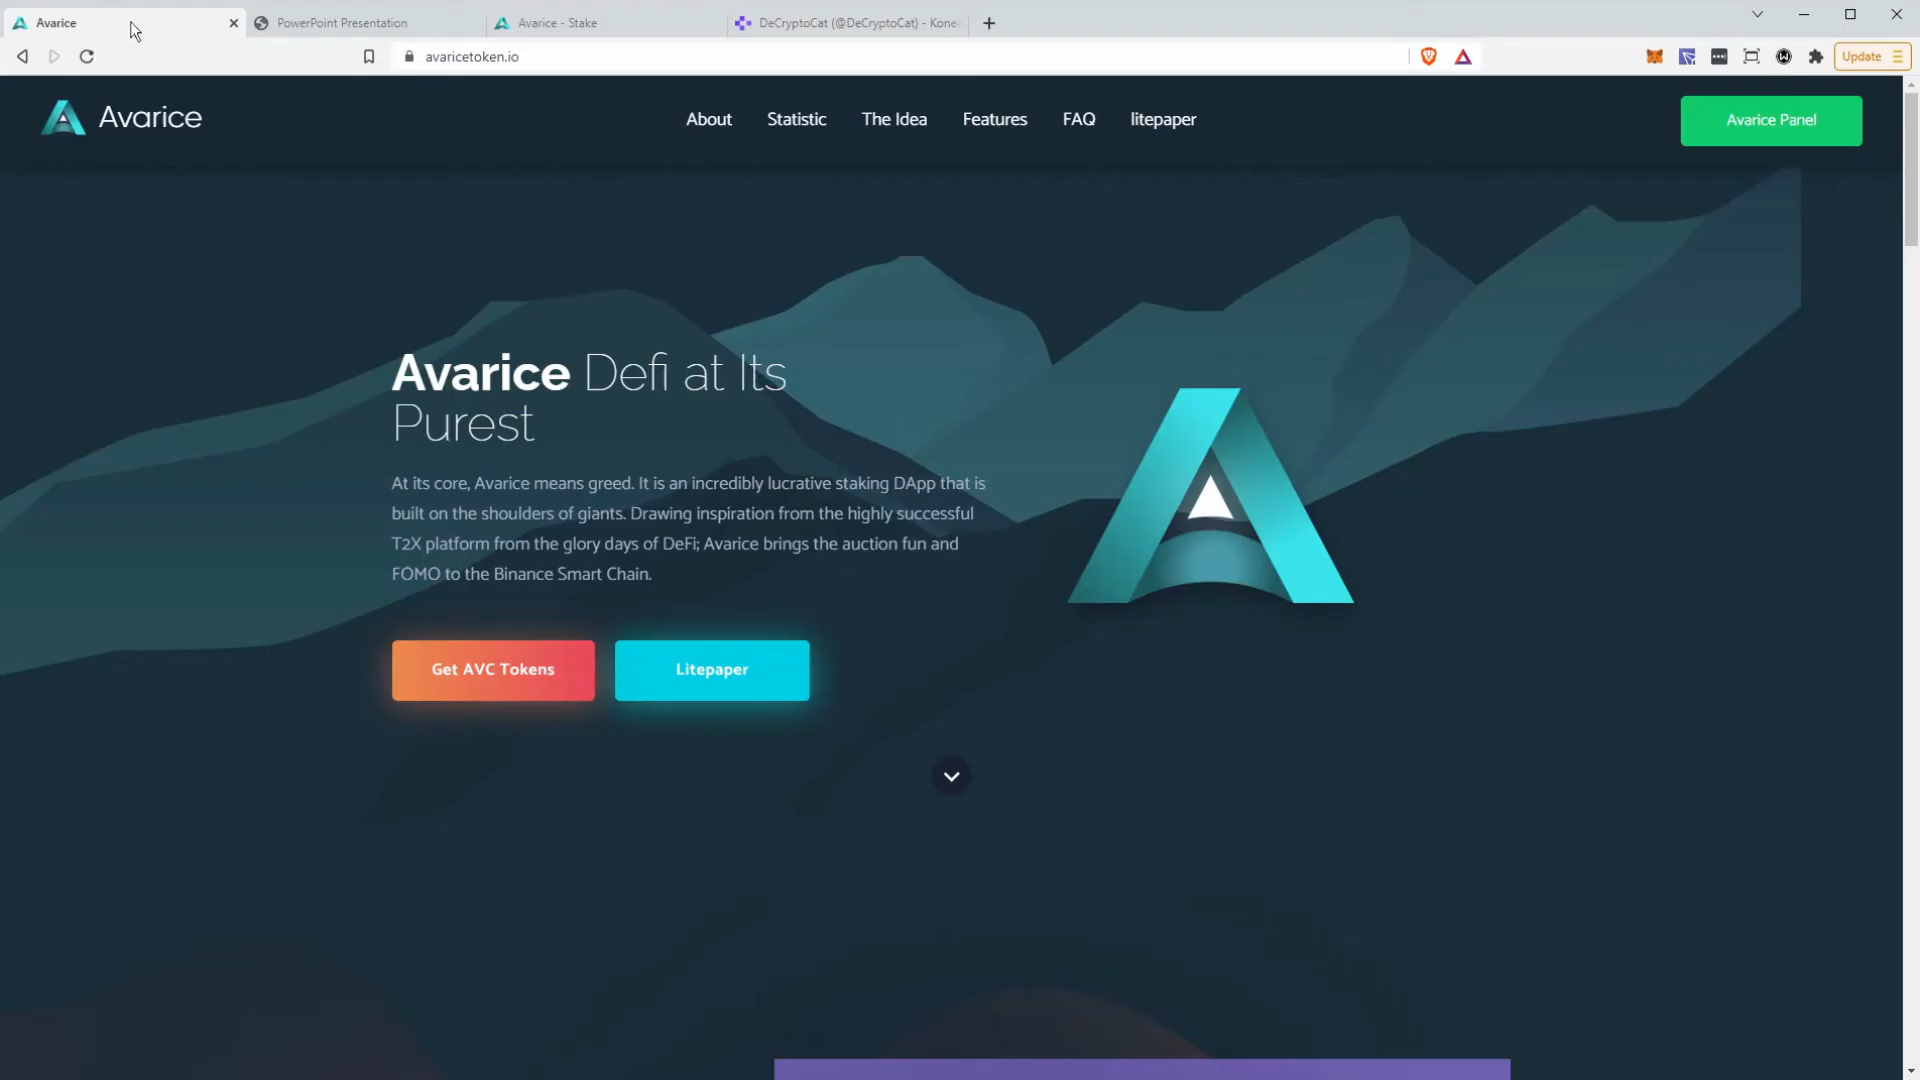 Avarice
PowerPoint Presentation
Avarice - Stake
DeCryptoCat (@DeCryptoCat) - Konec
avaricetoken.io
Update
Avarice
About
Statistic
The Idea
Features
FAQ
litepaper
Avarice Panel
Avarice Defi at Its
Purest
At its core, Avarice means greed. It is an incredibly lucrative staking DApp that is
built on the shoulders of giants. Drawing inspiration from the highly successful
T2X platform from the glory days of DeFi; Avarice brings the auction fun and
FOMO to the Binance Smart Chain.
Get AVC Tokens
Litepaper